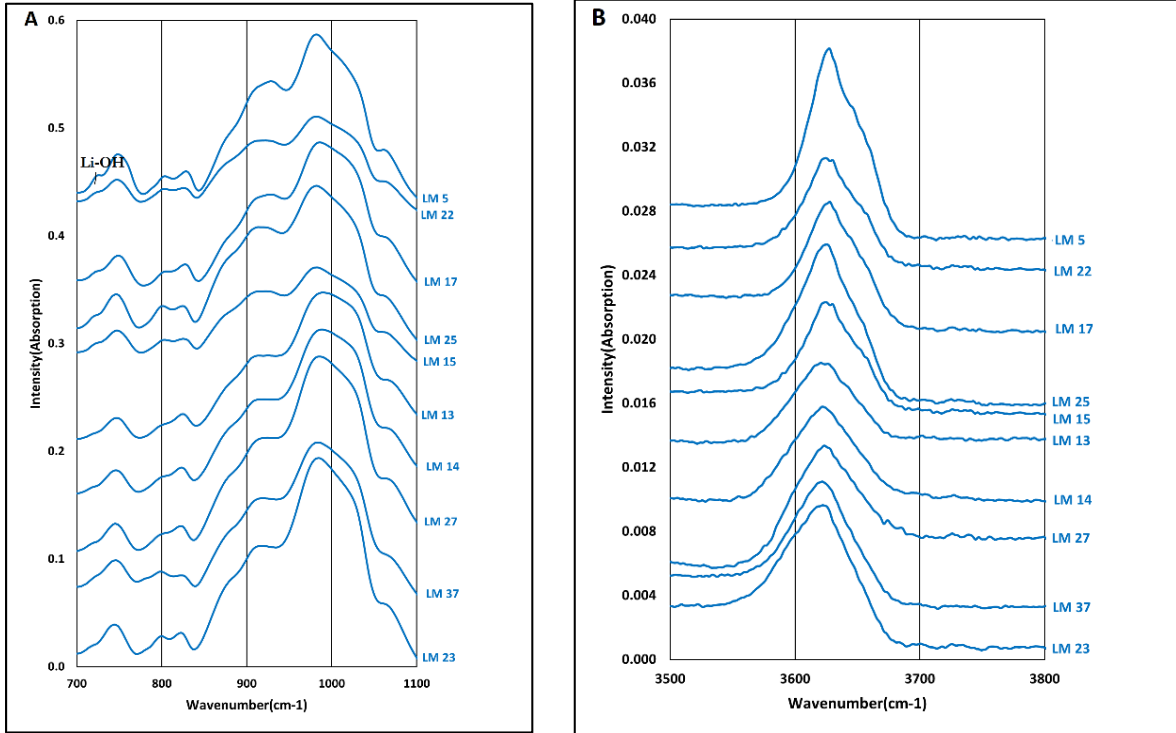 A
0.6
0.5
0.4
0.3
0.2
0.1
0.0
Intensity(Absorption)
Li-OH
LM 5
LM 22
LM 17
LM 25
LM 15
LM 13
LM 14
LM 27
LM 37
LM 23
700
800
900
1000
1100
Wavenumber(cm-1)
B
0.040
0.036
0.032
0.028
0.024
0.020
0.016
0.012
0.008
0.004
0.000
Intensity(Absorption)
LM 5
LM 22
LM 17
LM 25
LM 15
LM 13
LM 14
LM 27
LM 37
LM 23
3500
3600
3700
3800
Wavenumber(cm-1)